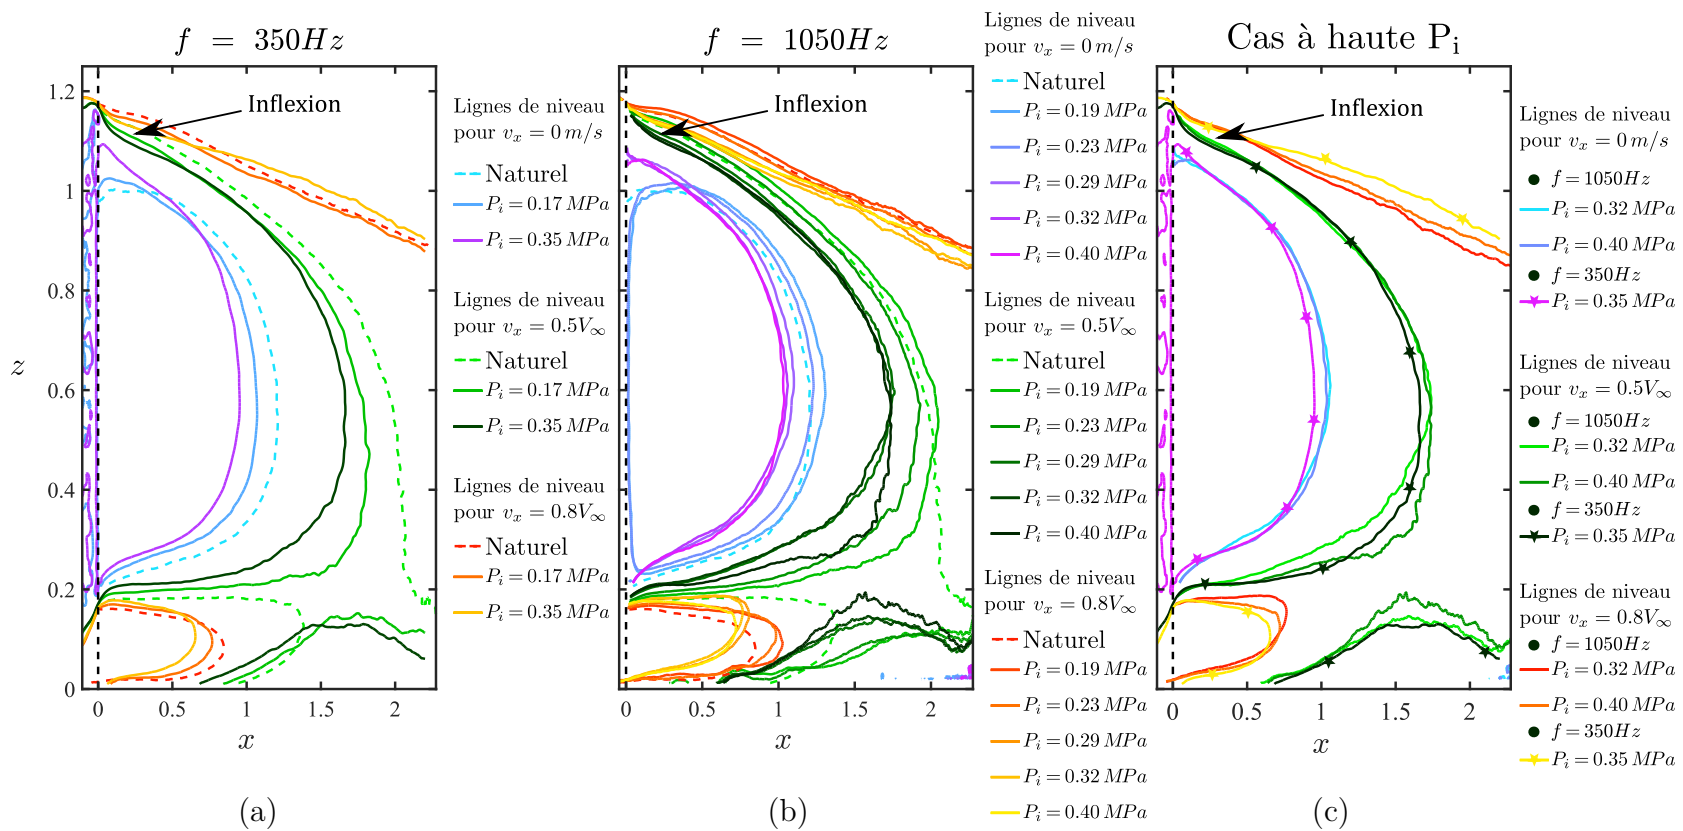 f = 350Hz
Inflexion
1.2
1
0.8
0.6
0.4
0.2
0
z
0 0.5 1 1.5 2
x
(a)
Lignes de niveau
pour vₓ = 0 m/s
Naturel
Pᵢ = 0.17 MPa
Pᵢ = 0.35 MPa
Lignes de niveau
pour vₓ = 0.5V∞
Naturel
Pᵢ = 0.17 MPa
Pᵢ = 0.35 MPa
Lignes de niveau
pour vₓ = 0.8V∞
Naturel
Pᵢ = 0.17 MPa
Pᵢ = 0.35 MPa
f = 1050Hz
Inflexion
0 0.5 1 1.5 2
x
(b)
Lignes de niveau
pour vₓ = 0 m/s
Naturel
Pᵢ = 0.19 MPa
Pᵢ = 0.23 MPa
Pᵢ = 0.29 MPa
Pᵢ = 0.32 MPa
Pᵢ = 0.40 MPa
Lignes de niveau
pour vₓ = 0.5V∞
Naturel
Pᵢ = 0.19 MPa
Pᵢ = 0.23 MPa
Pᵢ = 0.29 MPa
Pᵢ = 0.32 MPa
Pᵢ = 0.40 MPa
Lignes de niveau
pour vₓ = 0.8V∞
Naturel
Pᵢ = 0.19 MPa
Pᵢ = 0.23 MPa
Pᵢ = 0.29 MPa
Pᵢ = 0.32 MPa
Pᵢ = 0.40 MPa
Cas à haute Pᵢ
Inflexion
0 0.5 1 1.5 2
x
(c)
Lignes de niveau
pour vₓ = 0 m/s
f = 1050Hz
Pᵢ = 0.32 MPa
Pᵢ = 0.40 MPa
f = 350Hz
Pᵢ = 0.35 MPa
Lignes de niveau
pour vₓ = 0.5V∞
f = 1050Hz
Pᵢ = 0.32 MPa
Pᵢ = 0.40 MPa
f = 350Hz
Pᵢ = 0.35 MPa
Lignes de niveau
pour vₓ = 0.8V∞
f = 1050Hz
Pᵢ = 0.32 MPa
Pᵢ = 0.40 MPa
f = 350Hz
Pᵢ = 0.35 MPa